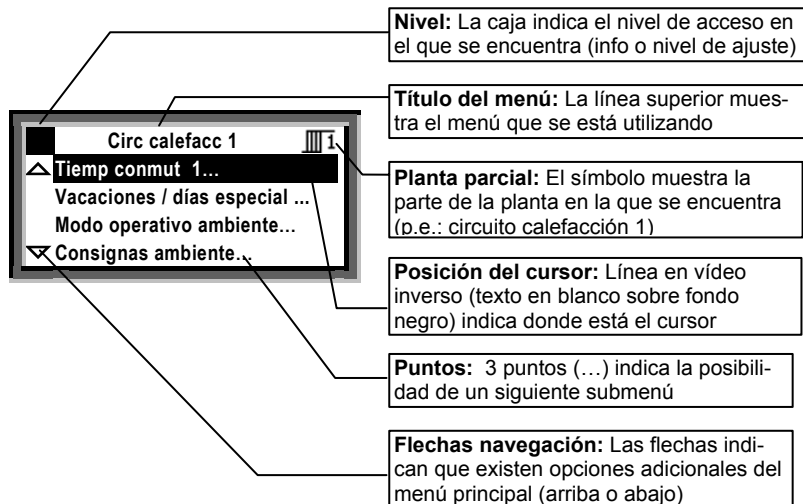 Nivel: La caja indica el nivel de acceso en
el que se encuentra (info o nivel de ajuste)
Título del menú: La línea superior mues-
tra el menú que se está utilizando
Circ calefacc 1
1
Tiemp conmut 1...
Vacaciones / días especial ...
Modo operativo ambiente...
Consignas ambiente...
Planta parcial: El símbolo muestra la
parte de la planta en la que se encuentra
(p.e.: circuito calefacción 1)
Posición del cursor: Línea en vídeo
inverso (texto en blanco sobre fondo
negro) indica donde está el cursor
Puntos: 3 puntos (…) indica la posibili-
dad de un siguiente submenú
Flechas navegación: Las flechas indi-
can que existen opciones adicionales del
menú principal (arriba o abajo)